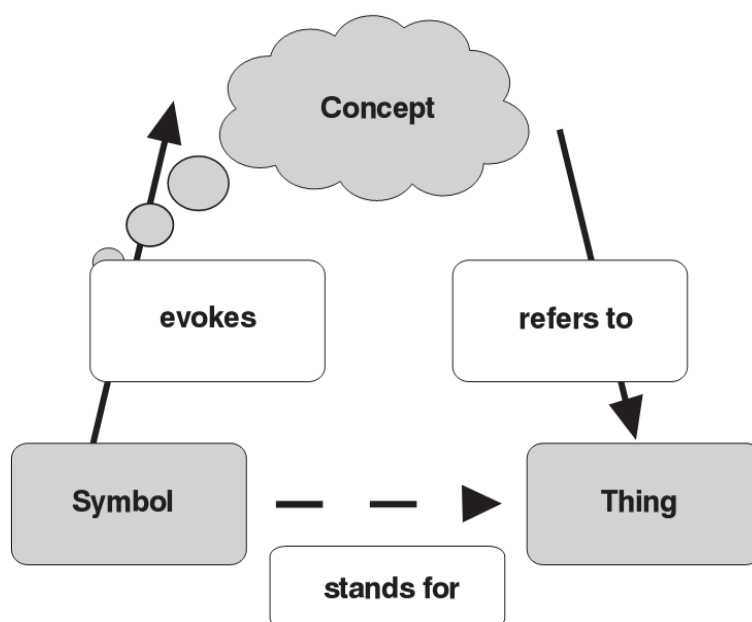 Concept
evokes
refers to
Symbol
Thing
stands for